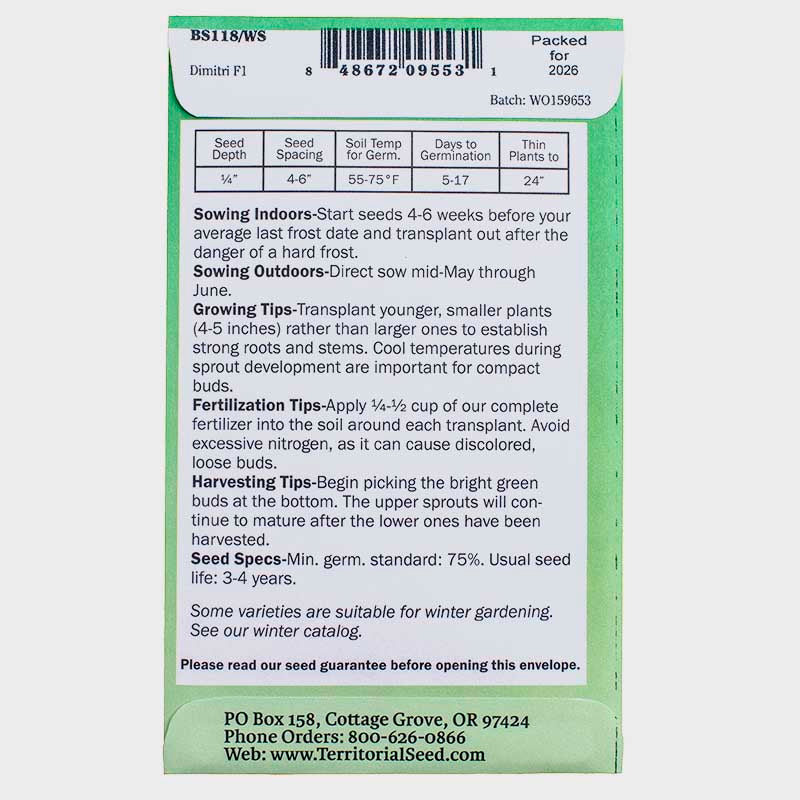 BS118/WS
Packed
for
2026
Dimitri F1
8 48672 09553 1
Batch: WO159653
Seed Depth | Seed Spacing | Soil Temp for Germ. | Days to Germination | Thin Plants to
¼" | 4-6" | 55-75°F | 5-17 | 24"
Sowing Indoors-Start seeds 4-6 weeks before your
average last frost date and transplant out after the
danger of a hard frost.
Sowing Outdoors-Direct sow mid-May through
June.
Growing Tips-Transplant younger, smaller plants
(4-5 inches) rather than larger ones to establish
strong roots and stems. Cool temperatures during
sprout development are important for compact
buds.
Fertilization Tips-Apply ¼-½ cup of our complete
fertilizer into the soil around each transplant. Avoid
excessive nitrogen, as it can cause discolored,
loose buds.
Harvesting Tips-Begin picking the bright green
buds at the bottom. The upper sprouts will con-
tinue to mature after the lower ones have been
harvested.
Seed Specs-Min. germ. standard: 75%. Usual seed
life: 3-4 years.
Some varieties are suitable for winter gardening.
See our winter catalog.
Please read our seed guarantee before opening this envelope.
PO Box 158, Cottage Grove, OR 97424
Phone Orders: 800-626-0866
Web: www.TerritorialSeed.com